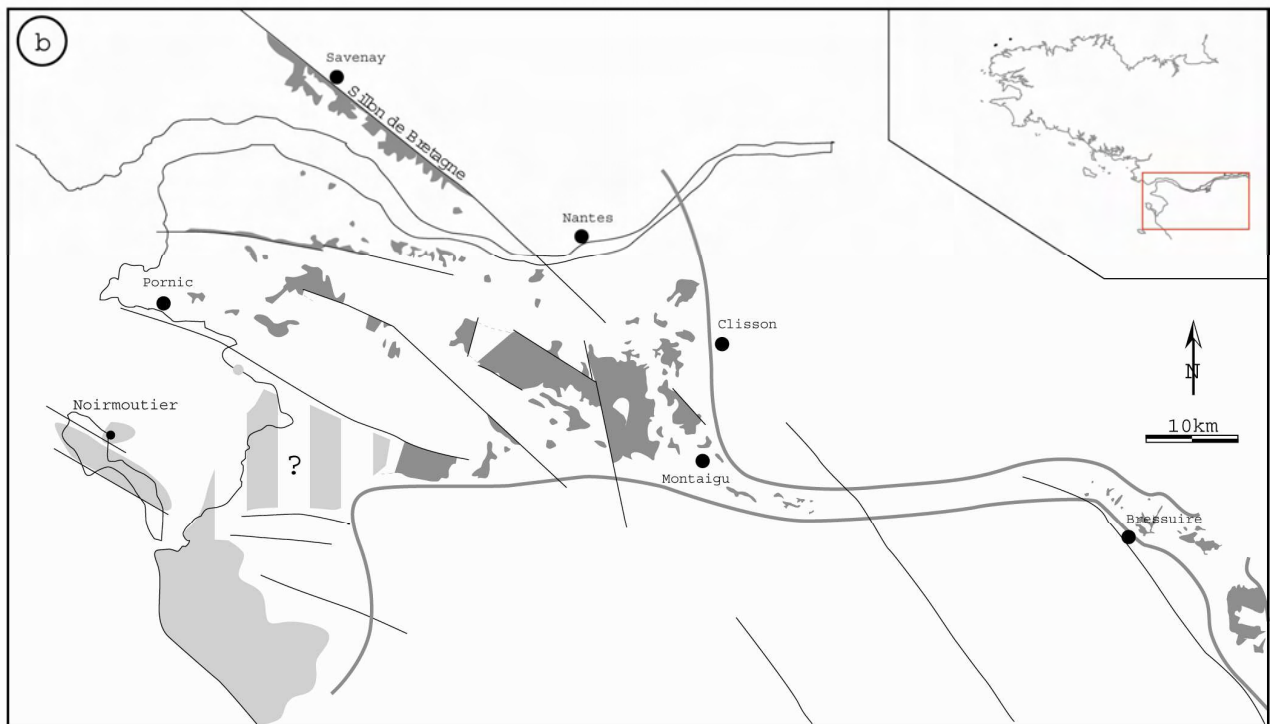 b
Savenay
Sillon de Bretagne
Nantes
Pornic
Clisson
N
Noirmoutier
10km
?
Montaigu
Bressuire